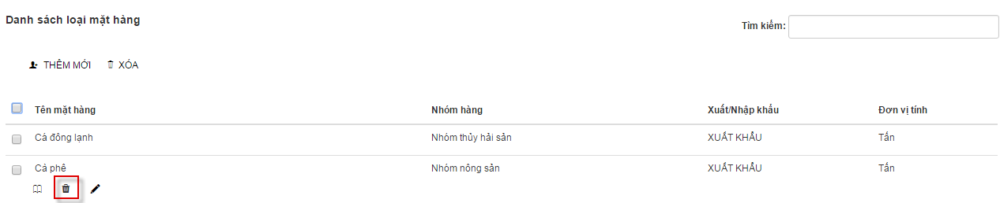 Danh sách loại mặt hàng
Tìm kiếm:
THÊM MỚI XÓA
Tên mặt hàng Nhóm hàng Xuất/Nhập khẩu Đơn vị tính
Cá đông lạnh Nhóm thủy hải sản XUẤT KHẨU Tấn
Cà phê Nhóm nông sản XUẤT KHẨU Tấn